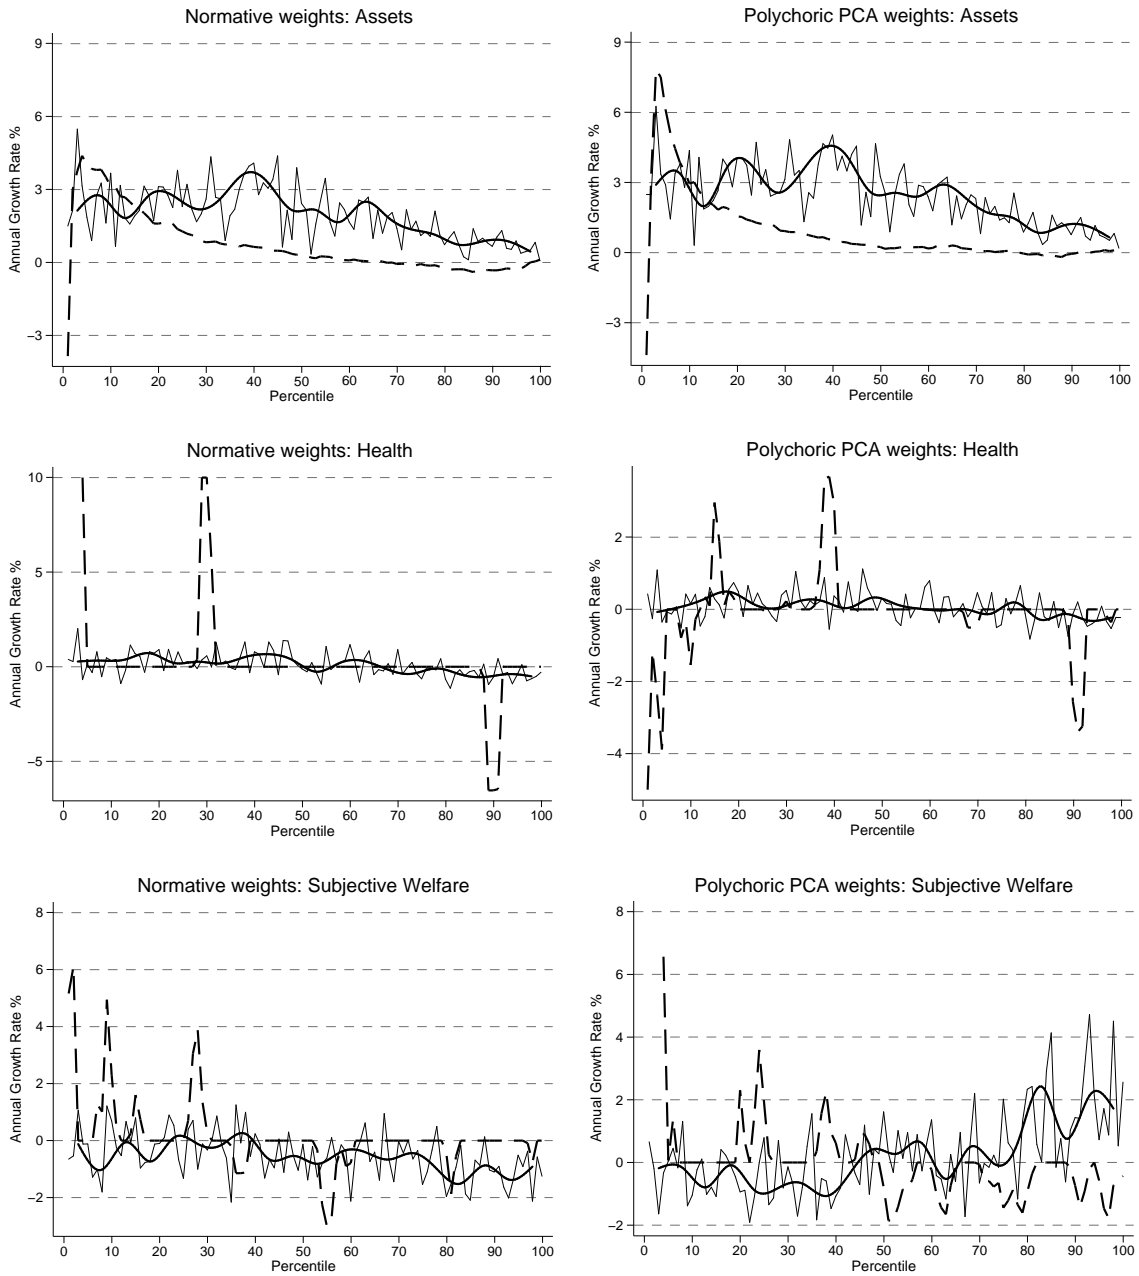 Normative weights: Assets
Annual Growth Rate %
9
6
3
0
−3
0 10 20 30 40 50 60 70 80 90 100
Percentile
Polychoric PCA weights: Assets
Annual Growth Rate %
9
6
3
0
−3
0 10 20 30 40 50 60 70 80 90 100
Percentile
Normative weights: Health
Annual Growth Rate %
10
5
0
−5
0 10 20 30 40 50 60 70 80 90 100
Percentile
Polychoric PCA weights: Health
Annual Growth Rate %
2
0
−2
−4
0 10 20 30 40 50 60 70 80 90 100
Percentile
Normative weights: Subjective Welfare
Annual Growth Rate %
8
6
4
2
0
−2
0 10 20 30 40 50 60 70 80 90 100
Percentile
Polychoric PCA weights: Subjective Welfare
Annual Growth Rate %
8
6
4
2
0
−2
0 10 20 30 40 50 60 70 80 90 100
Percentile